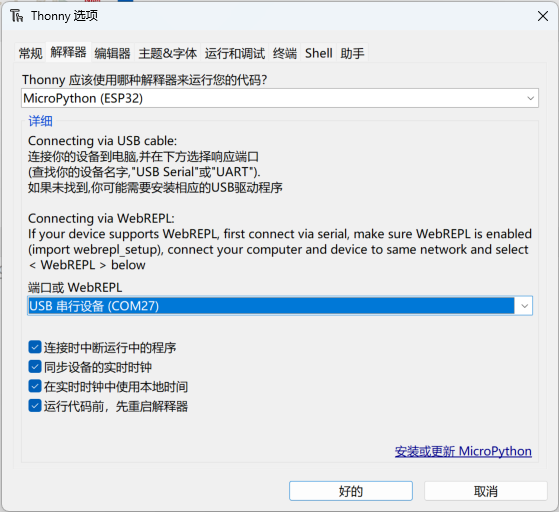 Thonny 选项
常规 解释器 编辑器 主题&字体 运行和调试 终端 Shell 助手
Thonny 应该使用哪种解释器来运行您的代码?
MicroPython (ESP32)
详细
Connecting via USB cable:
连接你的设备到电脑,并在下方选择响应端口
(查找你的设备名字,"USB Serial"或"UART").
如果未找到,你可能需要安装相应的USB驱动程序
Connecting via WebREPL:
If your device supports WebREPL, first connect via serial, make sure WebREPL is enabled
(import webrepl_setup), connect your computer and device to same network and select
< WebREPL > below
端口或 WebREPL
USB 串行设备 (COM27)
连接时中断运行中的程序
同步设备的实时时钟
在实时时钟中使用本地时间
运行代码前，先重启解释器
安装或更新 MicroPython
好的 取消